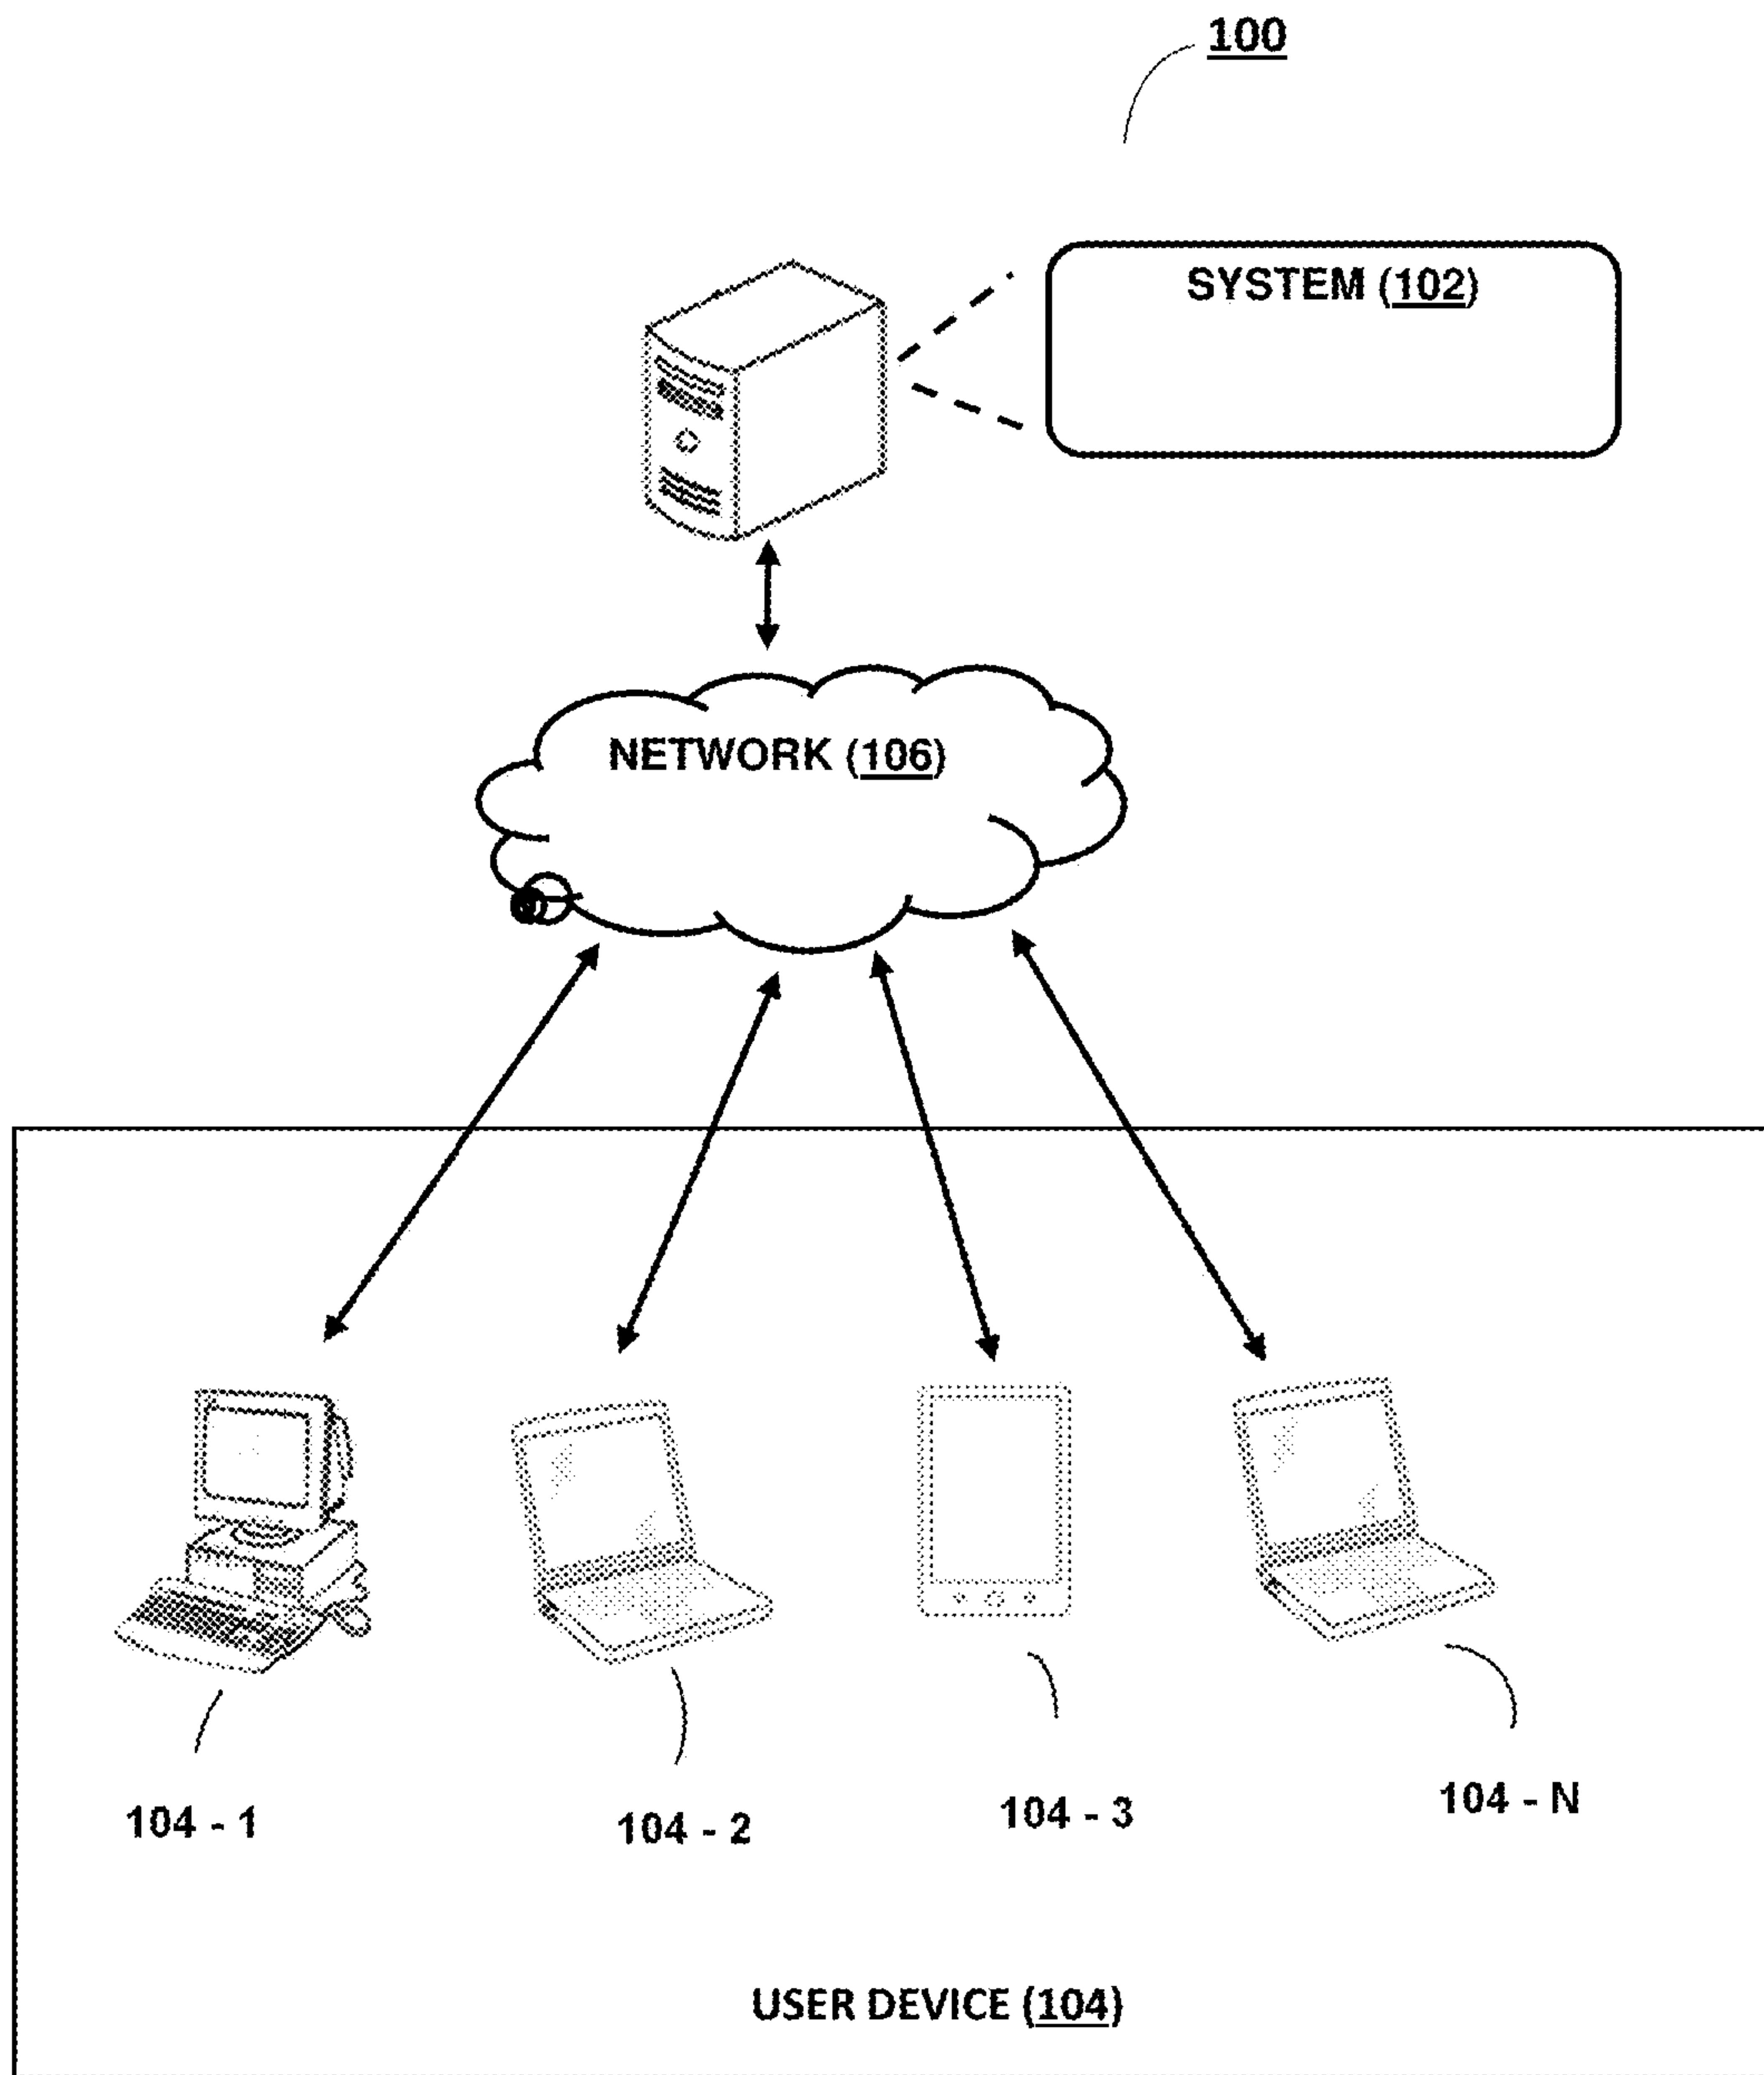 100
SYSTEM (102)
NETWORK (106)
104 - 1
104 - 2
104 - 3
104 - N
USER DEVICE (104)